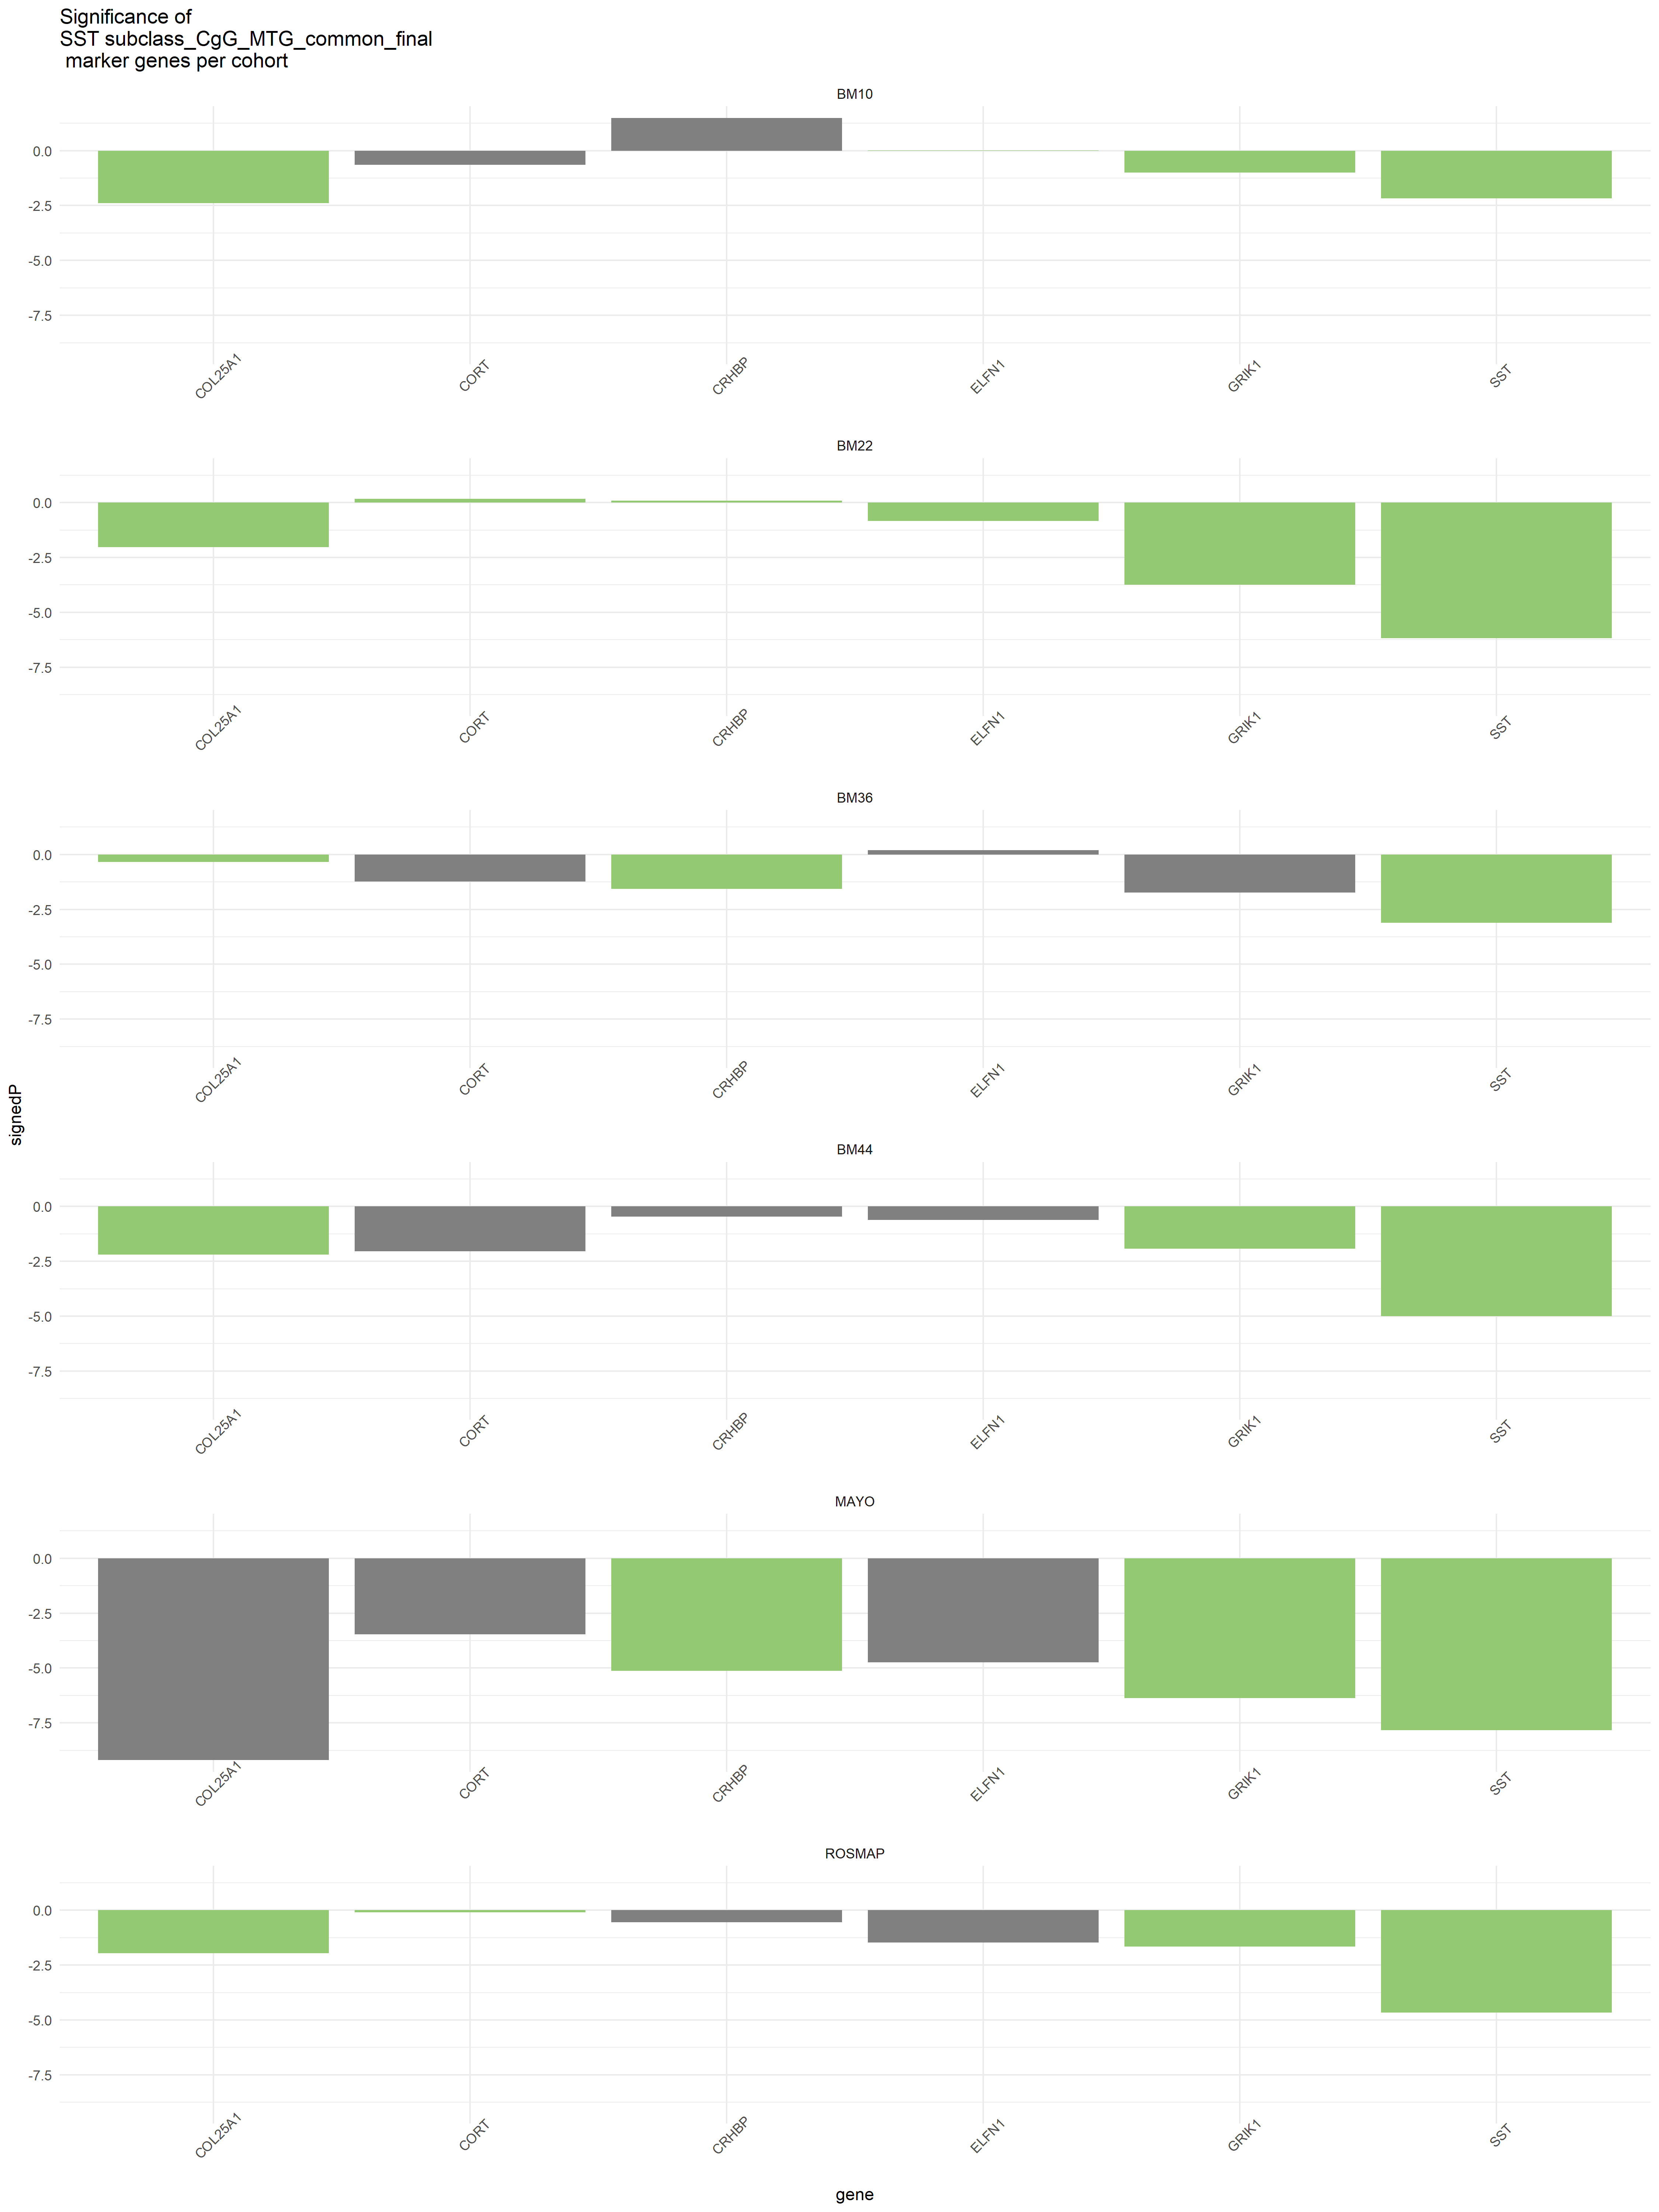 Significance of
SST subclass_CgG_MTG_common_final
marker genes per cohort
BM10
0.0
-2.5
-5.0
-7.5
COL25A1 CORT CRHBP ELFN1 GRIK1 SST
BM22
0.0
-2.5
-5.0
-7.5
COL25A1 CORT CRHBP ELFN1 GRIK1 SST
BM36
0.0
-2.5
-5.0
-7.5
COL25A1 CORT CRHBP ELFN1 GRIK1 SST
signedP
BM44
0.0
-2.5
-5.0
-7.5
COL25A1 CORT CRHBP ELFN1 GRIK1 SST
MAYO
0.0
-2.5
-5.0
-7.5
COL25A1 CORT CRHBP ELFN1 GRIK1 SST
ROSMAP
0.0
-2.5
-5.0
-7.5
COL25A1 CORT CRHBP ELFN1 GRIK1 SST
gene